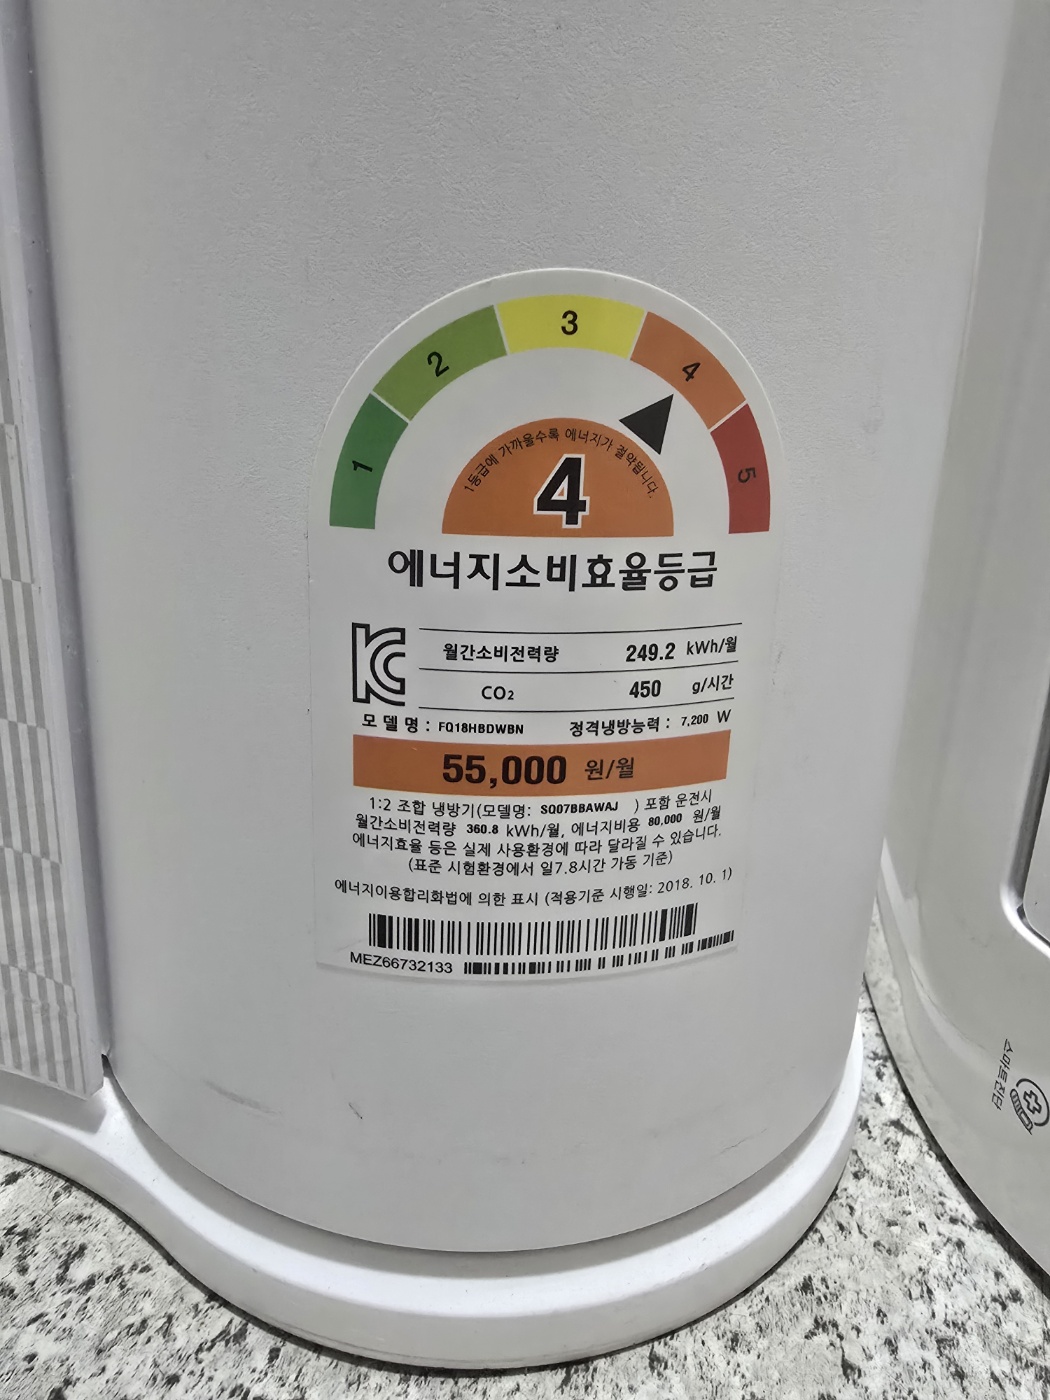 1 2 3 4 5
1등급에 가까울수록 에너지가 절약됩니다.
4
에너지소비효율등급
월간소비전력량 249.2 kWh/월
CO₂ 450 g/시간
모델명 : FQ18HBDWBN 정격냉방능력 : 7,200 W
55,000 원/월
1:2 조합 냉방기(모델명: SQ07BBAWAJ ) 포함 운전시
월간소비전력량 360.8 kWh/월, 에너지비용 80,000 원/월
에너지효율 등은 실제 사용환경에 따라 달라질 수 있습니다.
(표준 시험환경에서 일7.8시간 가동 기준)
에너지이용합리화법에 의한 표시 (적용기준 시행일: 2018. 10. 1)
MEZ66732133
스마트진단